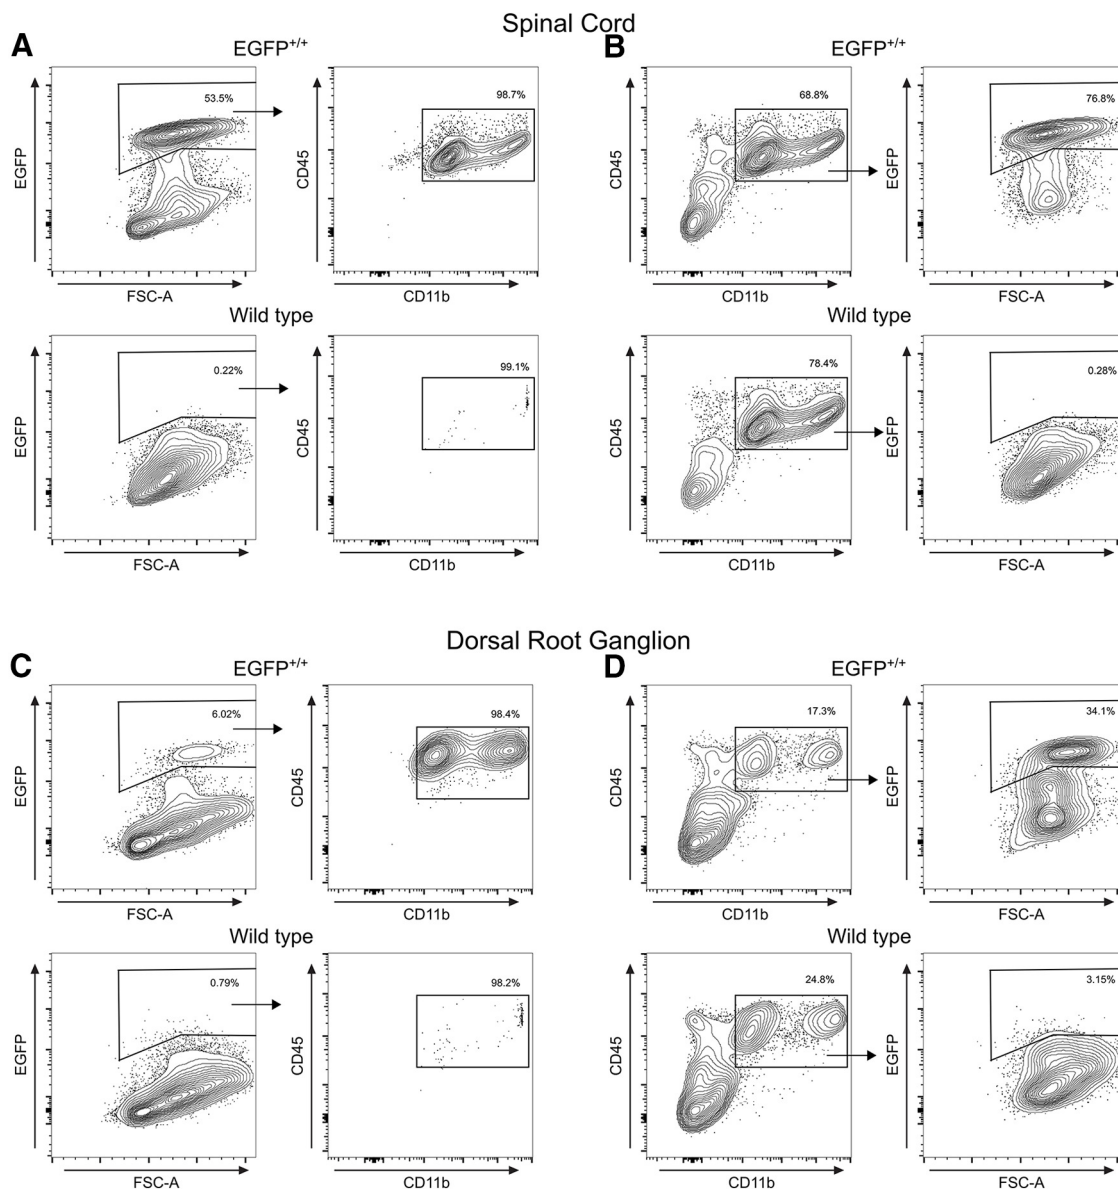 Spinal Cord
A
EGFP+/+
B
EGFP+/+
EGFP
53.5%
FSC-A
CD45
98.7%
CD11b
CD45
68.8%
CD11b
EGFP
76.8%
FSC-A
Wild type
Wild type
EGFP
0.22%
FSC-A
CD45
99.1%
CD11b
CD45
78.4%
CD11b
EGFP
0.28%
FSC-A
Dorsal Root Ganglion
C
EGFP+/+
D
EGFP+/+
EGFP
6.02%
FSC-A
CD45
98.4%
CD11b
CD45
17.3%
CD11b
EGFP
34.1%
FSC-A
Wild type
Wild type
EGFP
0.79%
FSC-A
CD45
98.2%
CD11b
CD45
24.8%
CD11b
EGFP
3.15%
FSC-A